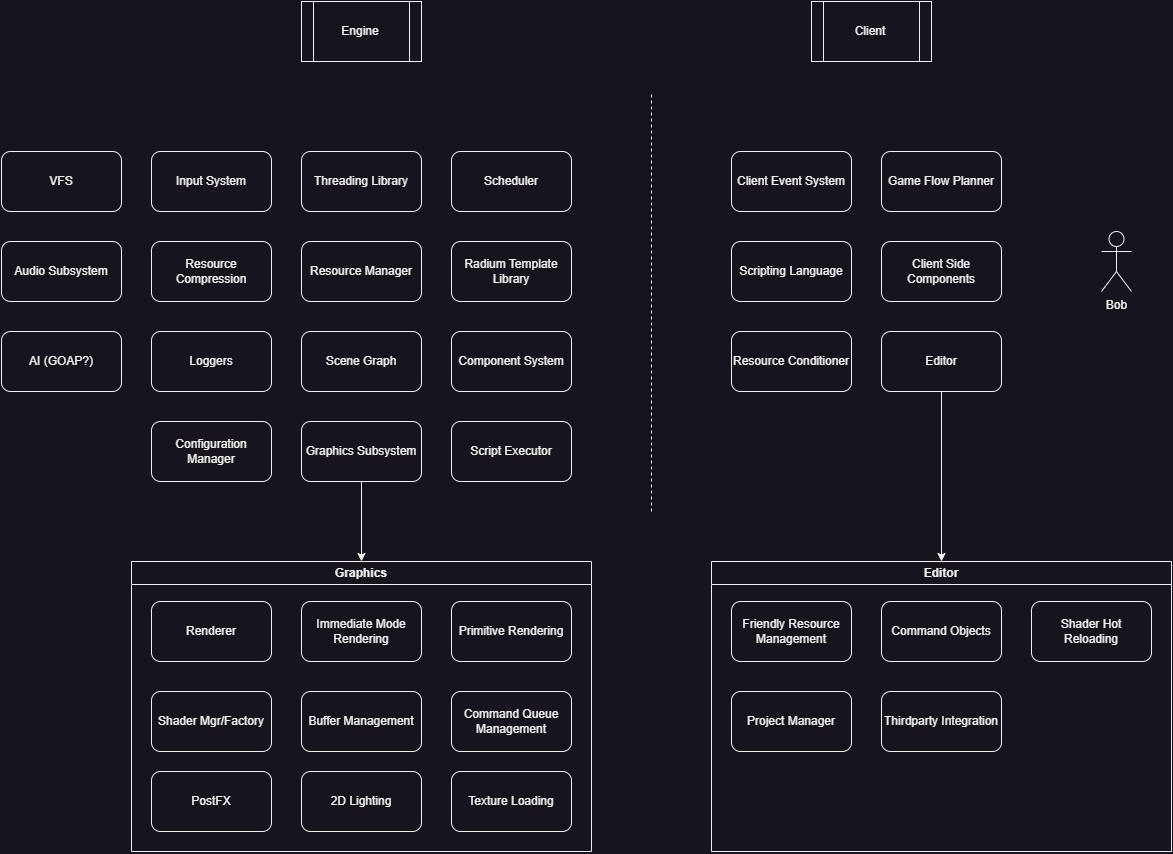 Engine
Client
VFS
Input System
Threading Library
Scheduler
Client Event System
Game Flow Planner
Audio Subsystem
Resource
Compression
Resource Manager
Radium Template
Library
Scripting Language
Client Side
Components
Bob
AI (GOAP?)
Loggers
Scene Graph
Component System
Resource Conditioner
Editor
Configuration
Manager
Graphics Subsystem
Script Executor
Graphics
Renderer
Immediate Mode
Rendering
Primitive Rendering
Shader Mgr/Factory
Buffer Management
Command Queue
Management
PostFX
2D Lighting
Texture Loading
Editor
Friendly Resource
Management
Command Objects
Shader Hot
Reloading
Project Manager
Thirdparty Integration